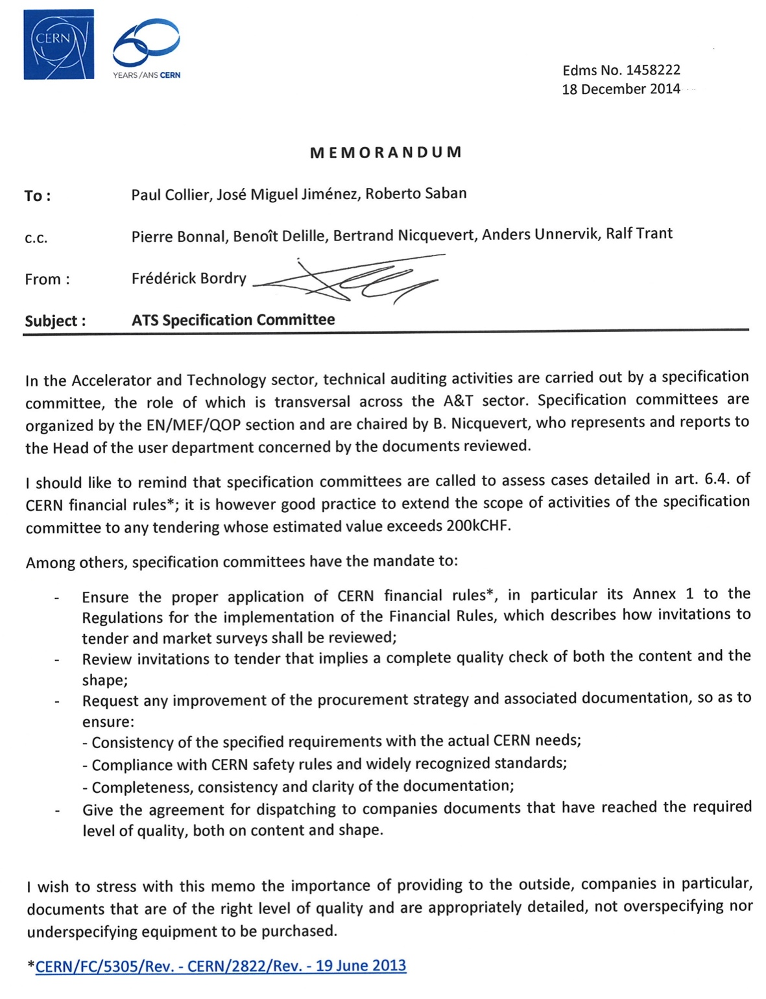 CERN
60
YEARS/ANS CERN
Edms No. 1458222
18 December 2014
MEMORANDUM
To : Paul Collier, José Miguel Jiménez, Roberto Saban
c.c. Pierre Bonnal, Benoît Delille, Bertrand Nicquevert, Anders Unnervik, Ralf Trant
From : Frédérick Bordry
Subject : ATS Specification Committee
In the Accelerator and Technology sector, technical auditing activities are carried out by a specification
committee, the role of which is transversal across the A&T sector. Specification committees are
organized by the EN/MEF/QOP section and are chaired by B. Nicquevert, who represents and reports to
the Head of the user department concerned by the documents reviewed.
I should like to remind that specification committees are called to assess cases detailed in art. 6.4. of
CERN financial rules*; it is however good practice to extend the scope of activities of the specification
committee to any tendering whose estimated value exceeds 200kCHF.
Among others, specification committees have the mandate to:
- Ensure the proper application of CERN financial rules*, in particular its Annex 1 to the
Regulations for the implementation of the Financial Rules, which describes how invitations to
tender and market surveys shall be reviewed;
- Review invitations to tender that implies a complete quality check of both the content and the
shape;
- Request any improvement of the procurement strategy and associated documentation, so as to
ensure:
- Consistency of the specified requirements with the actual CERN needs;
- Compliance with CERN safety rules and widely recognized standards;
- Completeness, consistency and clarity of the documentation;
- Give the agreement for dispatching to companies documents that have reached the required
level of quality, both on content and shape.
I wish to stress with this memo the importance of providing to the outside, companies in particular,
documents that are of the right level of quality and are appropriately detailed, not overspecifying nor
underspecifying equipment to be purchased.
*CERN/FC/5305/Rev. - CERN/2822/Rev. - 19 June 2013